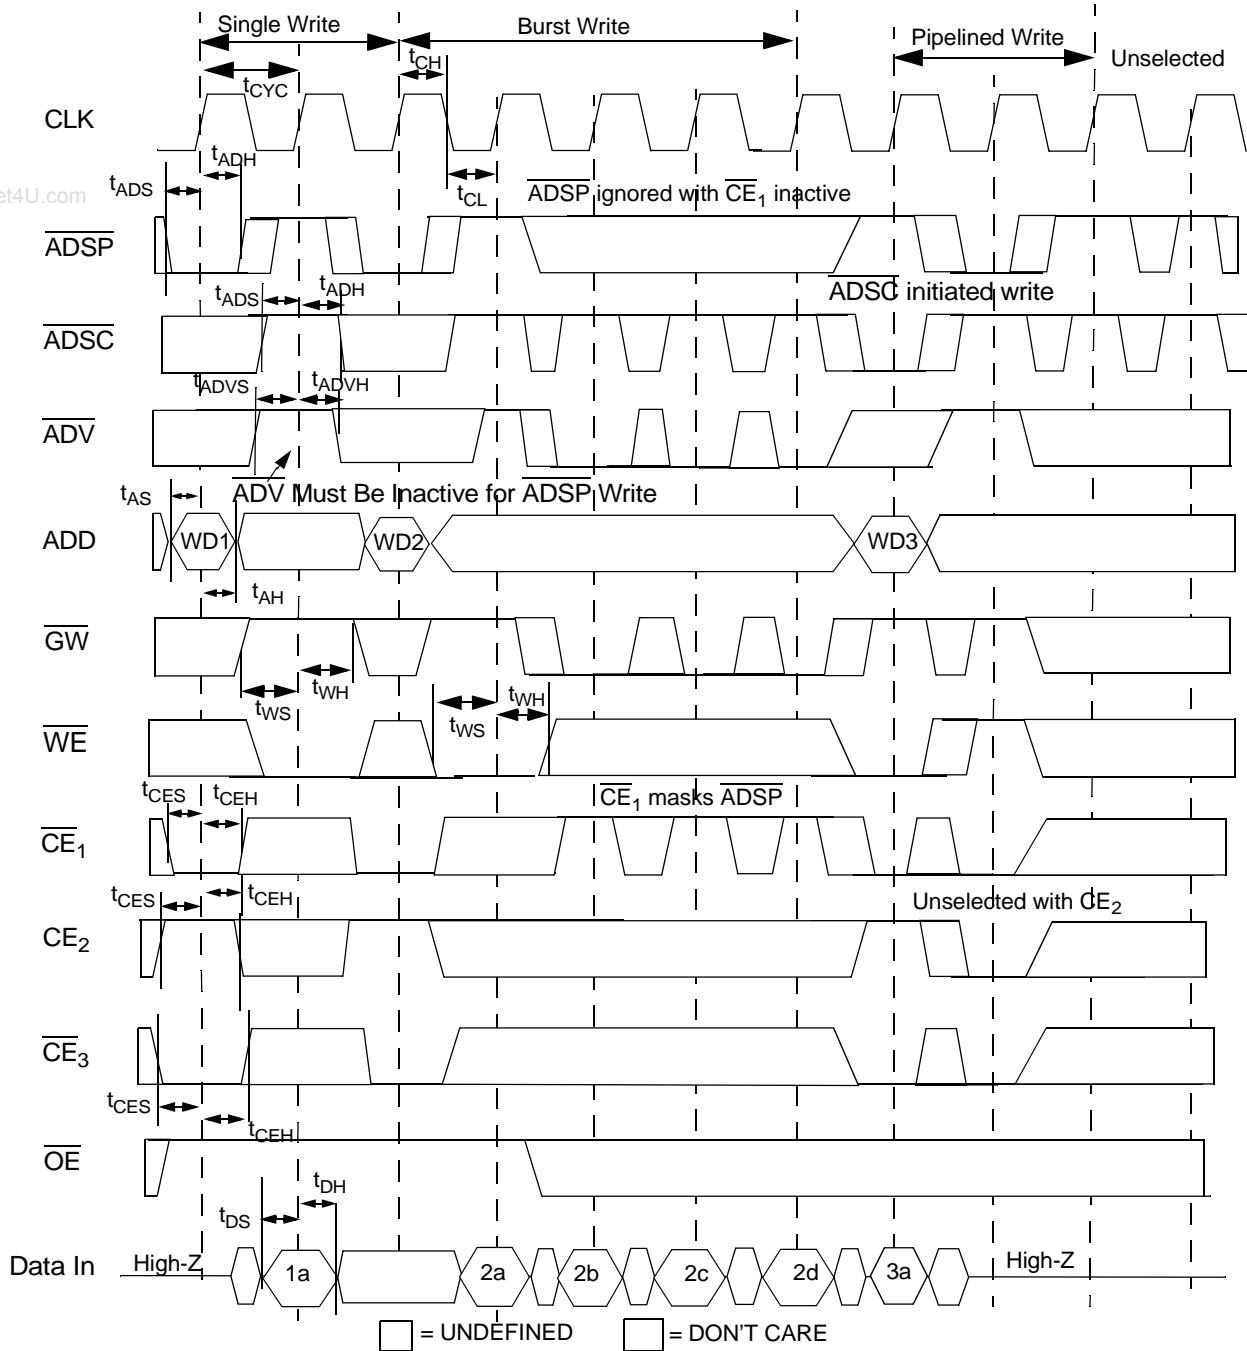 Single Write
Burst Write
Pipelined Write
Unselected
tCH
tCYC
CLK
tADH
tADS
et4U.com
tCL
ADSP ignored with CE1 inactive
ADSP
tADS
tADH
ADSC initiated write
ADSC
tADVS
tADVH
ADV
ADV Must Be Inactive for ADSP Write
tAS
ADD
WD1
WD2
WD3
tAH
GW
tWS
tWH
tWS
tWH
WE
tCES
tCEH
CE1 masks ADSP
CE1
tCES
tCEH
Unselected with CE2
CE2
CE3
tCES
tCEH
OE
tDH
tDS
Data In
High-Z
1a
2a
2b
2c
2d
3a
High-Z
= UNDEFINED
= DON'T CARE